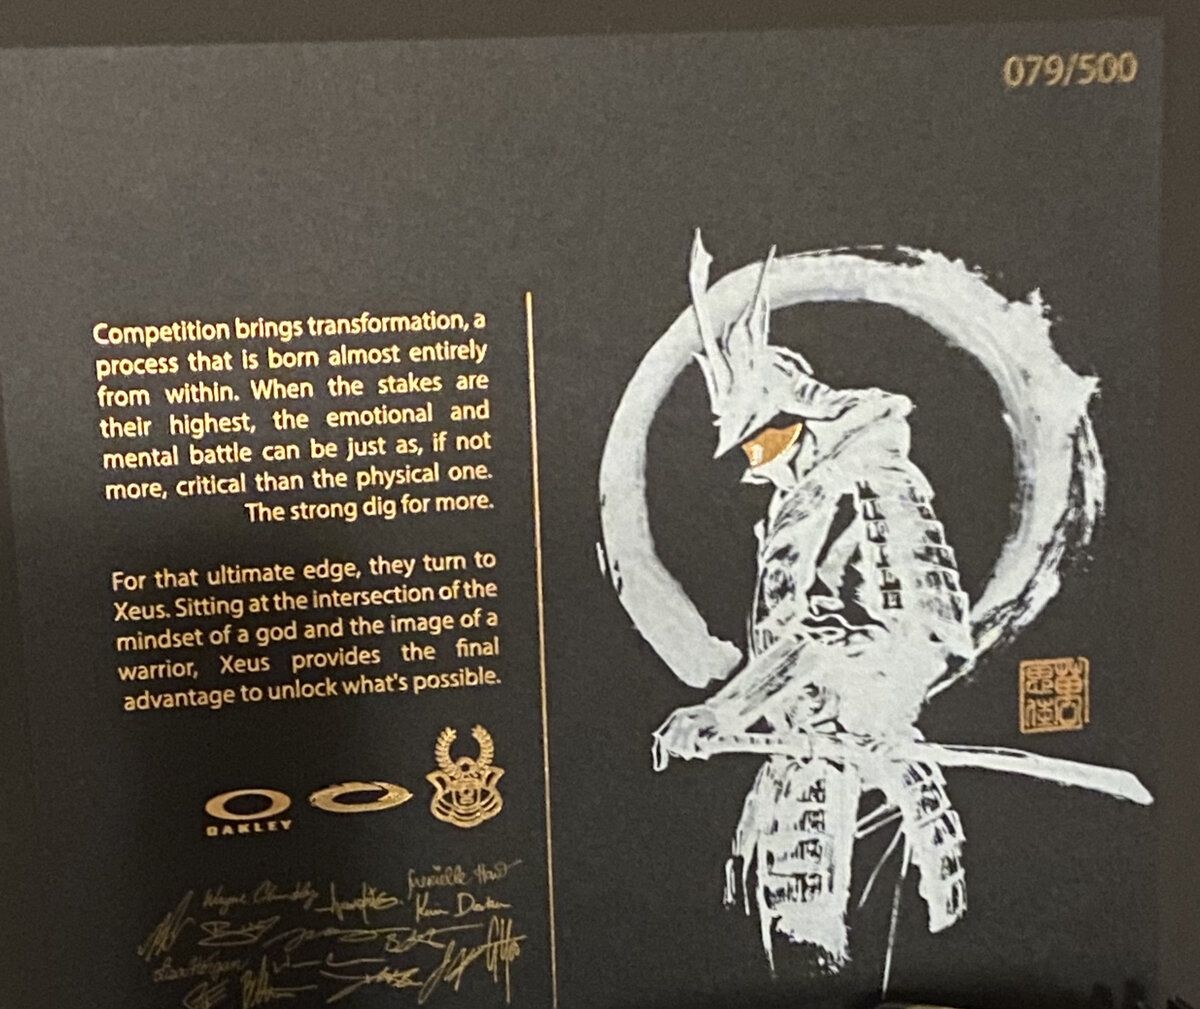 079/500
Competition brings transformation, a
process that is born almost entirely
from within. When the stakes are
their highest, the emotional and
mental battle can be just as, if not
more, critical than the physical one.
The strong dig for more.
For that ultimate edge, they turn to
Xeus. Sitting at the intersection of the
mindset of a god and the image of a
warrior, Xeus provides the final
advantage to unlock what's possible.
OAKLEY